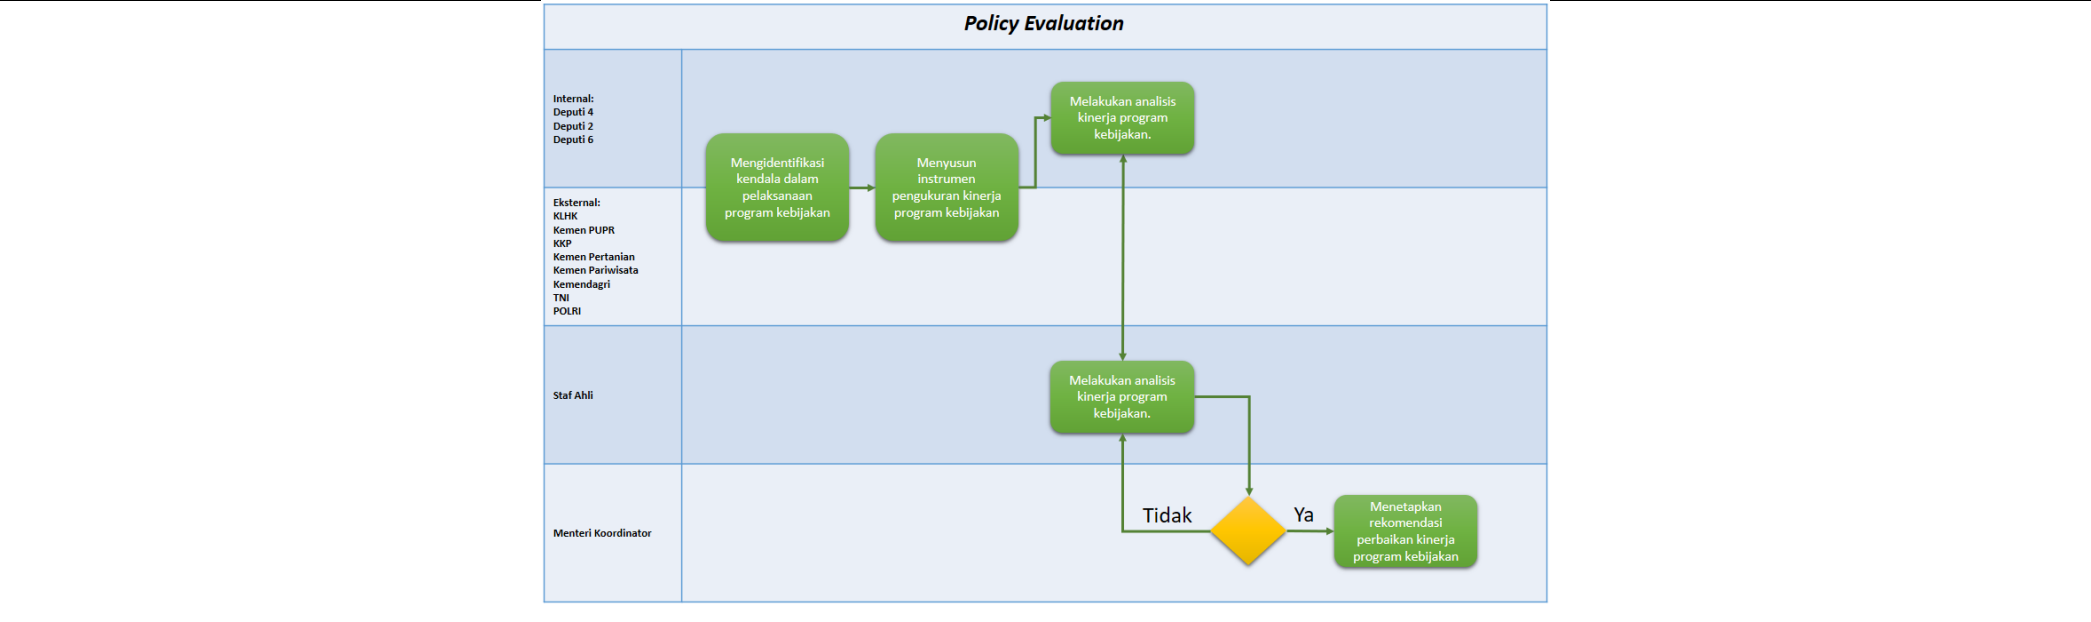 Policy Evaluation
Internal:
Deputi 4
Deputi 2
Deputi 6
Mengidentifikasi
kendala dalam
pelaksanaan
program kebijakan
Menyusun
instrumen
pengukuran kinerja
program kebijakan
Melakukan analisis
kinerja program
kebijakan.
Eksternal:
KLHK
Kemen PUPR
KKP
Kemen Pertanian
Kemen Pariwisata
Kemendagri
TNI
POLRI
Staf Ahli
Melakukan analisis
kinerja program
kebijakan.
Menteri Koordinator
Tidak
Ya
Menetapkan
rekomendasi
perbaikan kinerja
program kebijakan